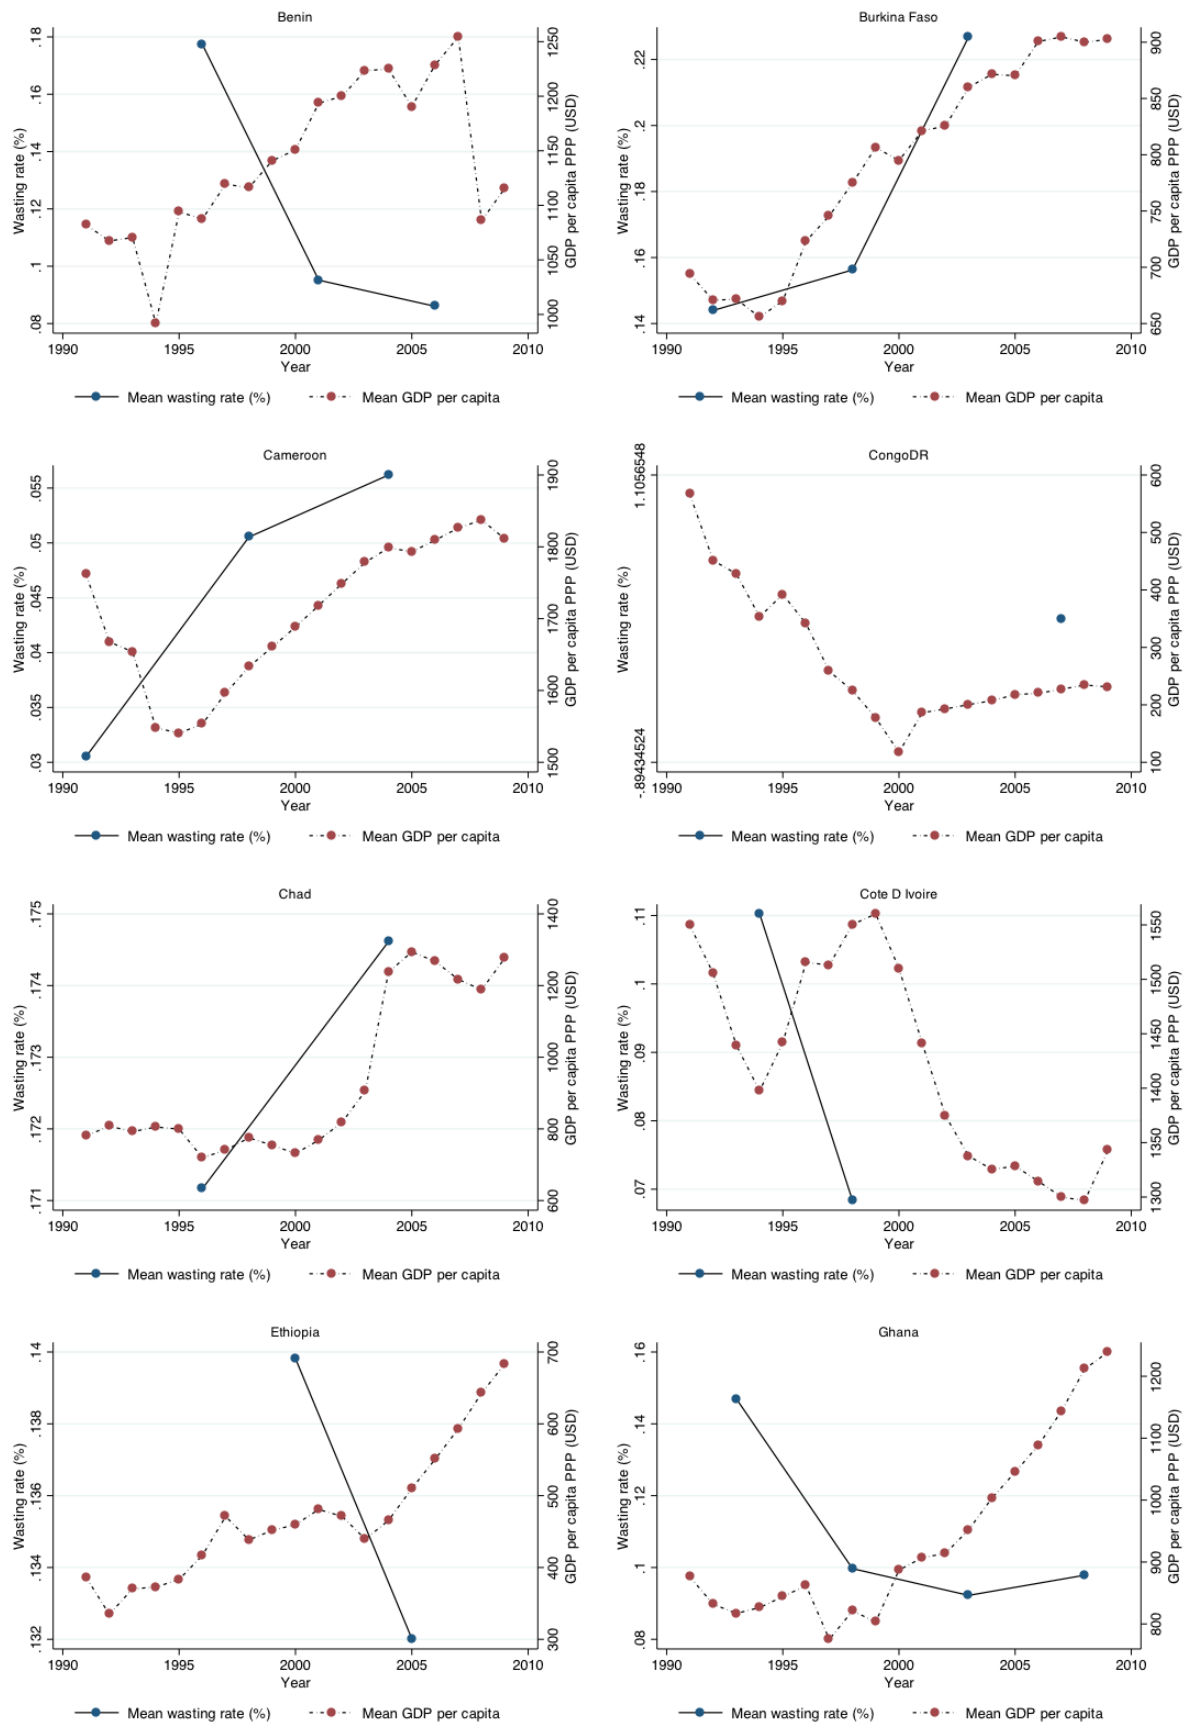 Benin
Wasting rate (%)
.08 .1 .12 .14 .16 .18
1000 1050 1100 1150 1200 1250
GDP per capita PPP (USD)
1990 1995 2000 2005 2010
Year
Mean wasting rate (%) Mean GDP per capita
Burkina Faso
Wasting rate (%)
.14 .16 .18 .2 .22
650 700 750 800 850 900
GDP per capita PPP (USD)
1990 1995 2000 2005 2010
Year
Mean wasting rate (%) Mean GDP per capita
Cameroon
Wasting rate (%)
.03 .035 .04 .045 .05 .055
1500 1600 1700 1800 1900
GDP per capita PPP (USD)
1990 1995 2000 2005 2010
Year
Mean wasting rate (%) Mean GDP per capita
CongoDR
Wasting rate (%)
-.89434524 1.1056548
100 200 300 400 500 600
GDP per capita PPP (USD)
1990 1995 2000 2005 2010
Year
Mean wasting rate (%) Mean GDP per capita
Chad
Wasting rate (%)
.171 .172 .173 .174 .175
600 800 1000 1200 1400
GDP per capita PPP (USD)
1990 1995 2000 2005 2010
Year
Mean wasting rate (%) Mean GDP per capita
Cote D Ivoire
Wasting rate (%)
.07 .08 .09 .1 .11
1300 1350 1400 1450 1500 1550
GDP per capita PPP (USD)
1990 1995 2000 2005 2010
Year
Mean wasting rate (%) Mean GDP per capita
Ethiopia
Wasting rate (%)
.132 .134 .136 .138 .14
300 400 500 600 700
GDP per capita PPP (USD)
1990 1995 2000 2005 2010
Year
Mean wasting rate (%) Mean GDP per capita
Ghana
Wasting rate (%)
.08 .1 .12 .14 .16
800 900 1000 1100 1200
GDP per capita PPP (USD)
1990 1995 2000 2005 2010
Year
Mean wasting rate (%) Mean GDP per capita